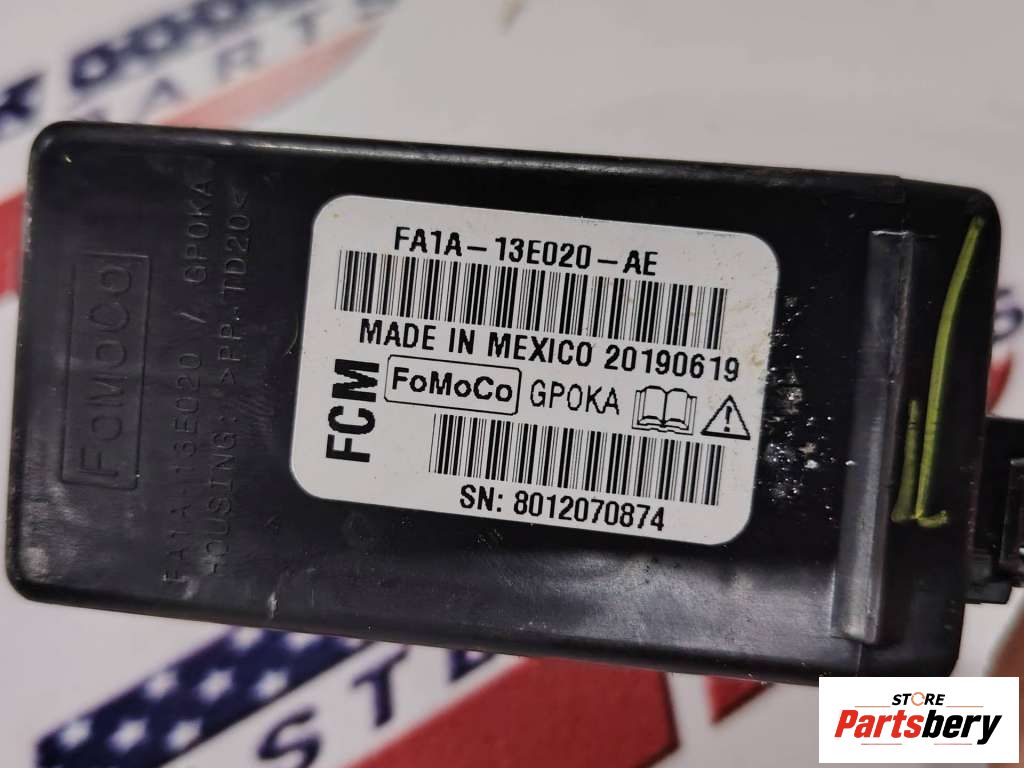 PARTS
FoMoCo
FA1A-13E020 / GPOKA
HOUSING: >PP-TD20<
FA1A-13E020-AE
MADE IN MEXICO 20190619
FCM
FoMoCo GPOKA
SN: 8012070874
STORE
Partsbery